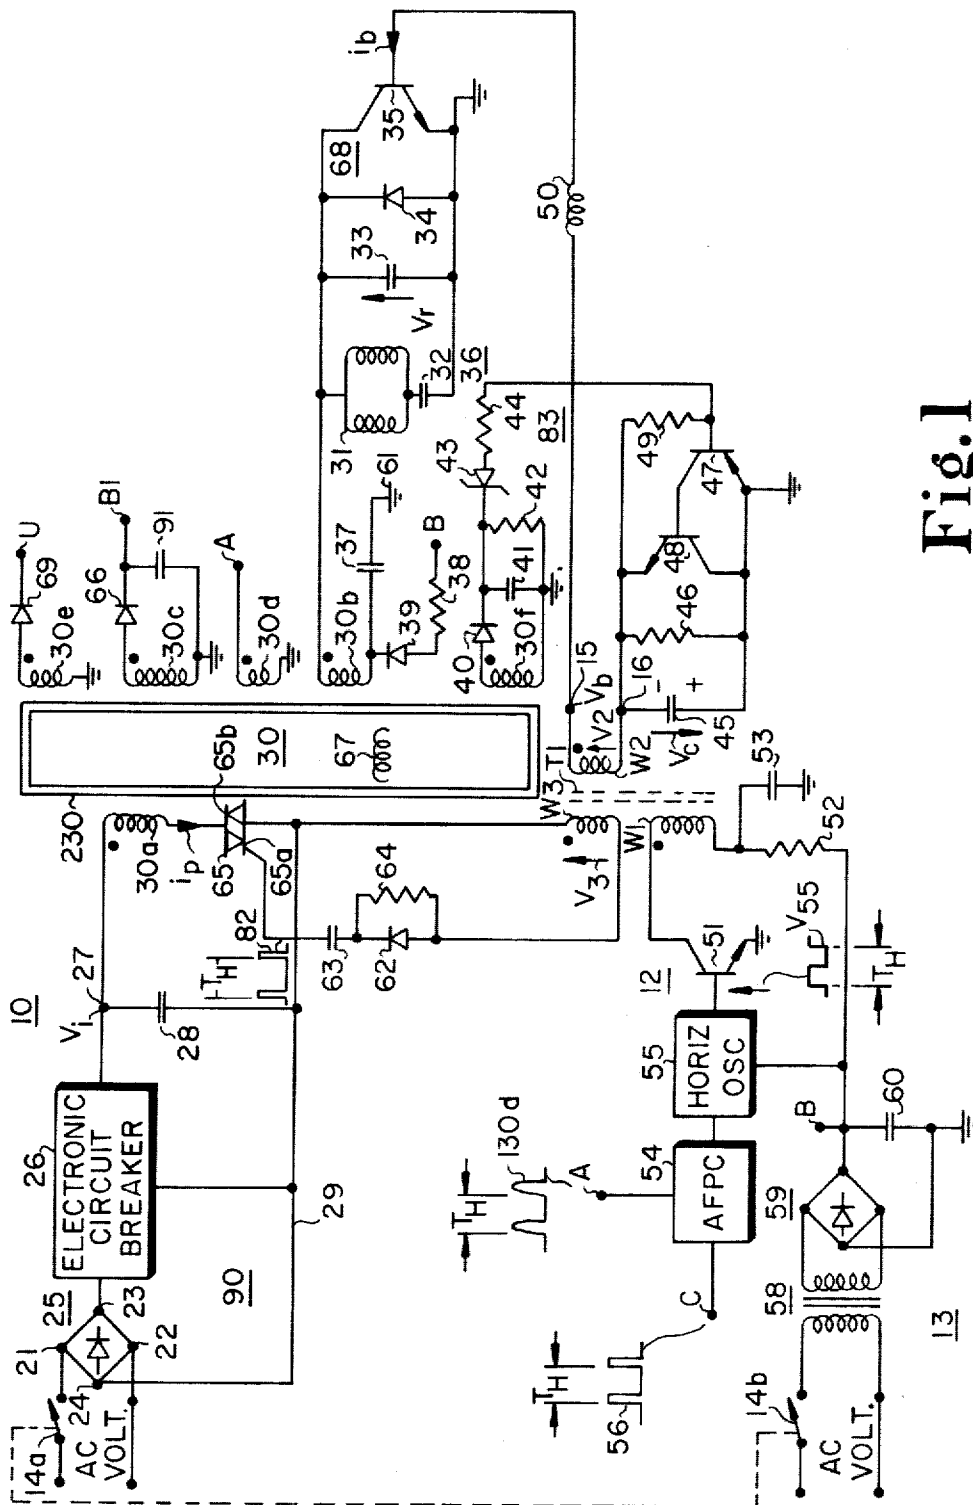 10
90
AC
VOLT.
14a
21
22
23
24
25
26
ELECTRONIC
CIRCUIT
BREAKER
Vi
27
28
29
TH
82
63
62
64
230
30a
ip
65
65a
65b
30
67
30e
69
U
30c
66
B1
91
30d
A
30b
37
61
39
38
B
31
32
36
33
Vr
34
68
35
ib
40
30f
41
42
43
44
83
50
15
Vb
16
V2
W2
Vc
45
-
+
46
48
47
49
T1
W3
V3
W1
53
52
12
51
V55
TH
55
HORIZ
OSC
54
AFPC
A
130d
TH
C
56
TH
B
60
59
58
13
14b
AC
VOLT.
Fig. 1